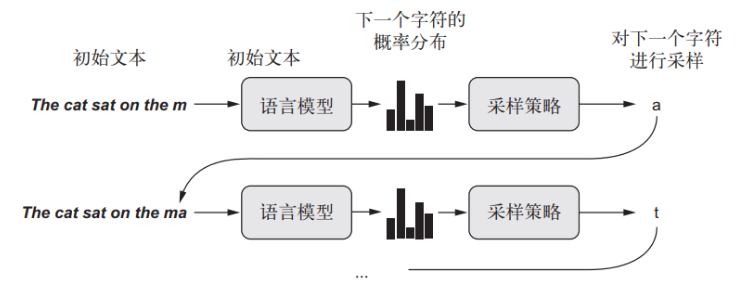 下一个字符的
概率分布
对下一个字符
进行采样
初始文本
初始文本
The cat sat on the m
语言模型
采样策略
a
The cat sat on the ma
语言模型
采样策略
t
...